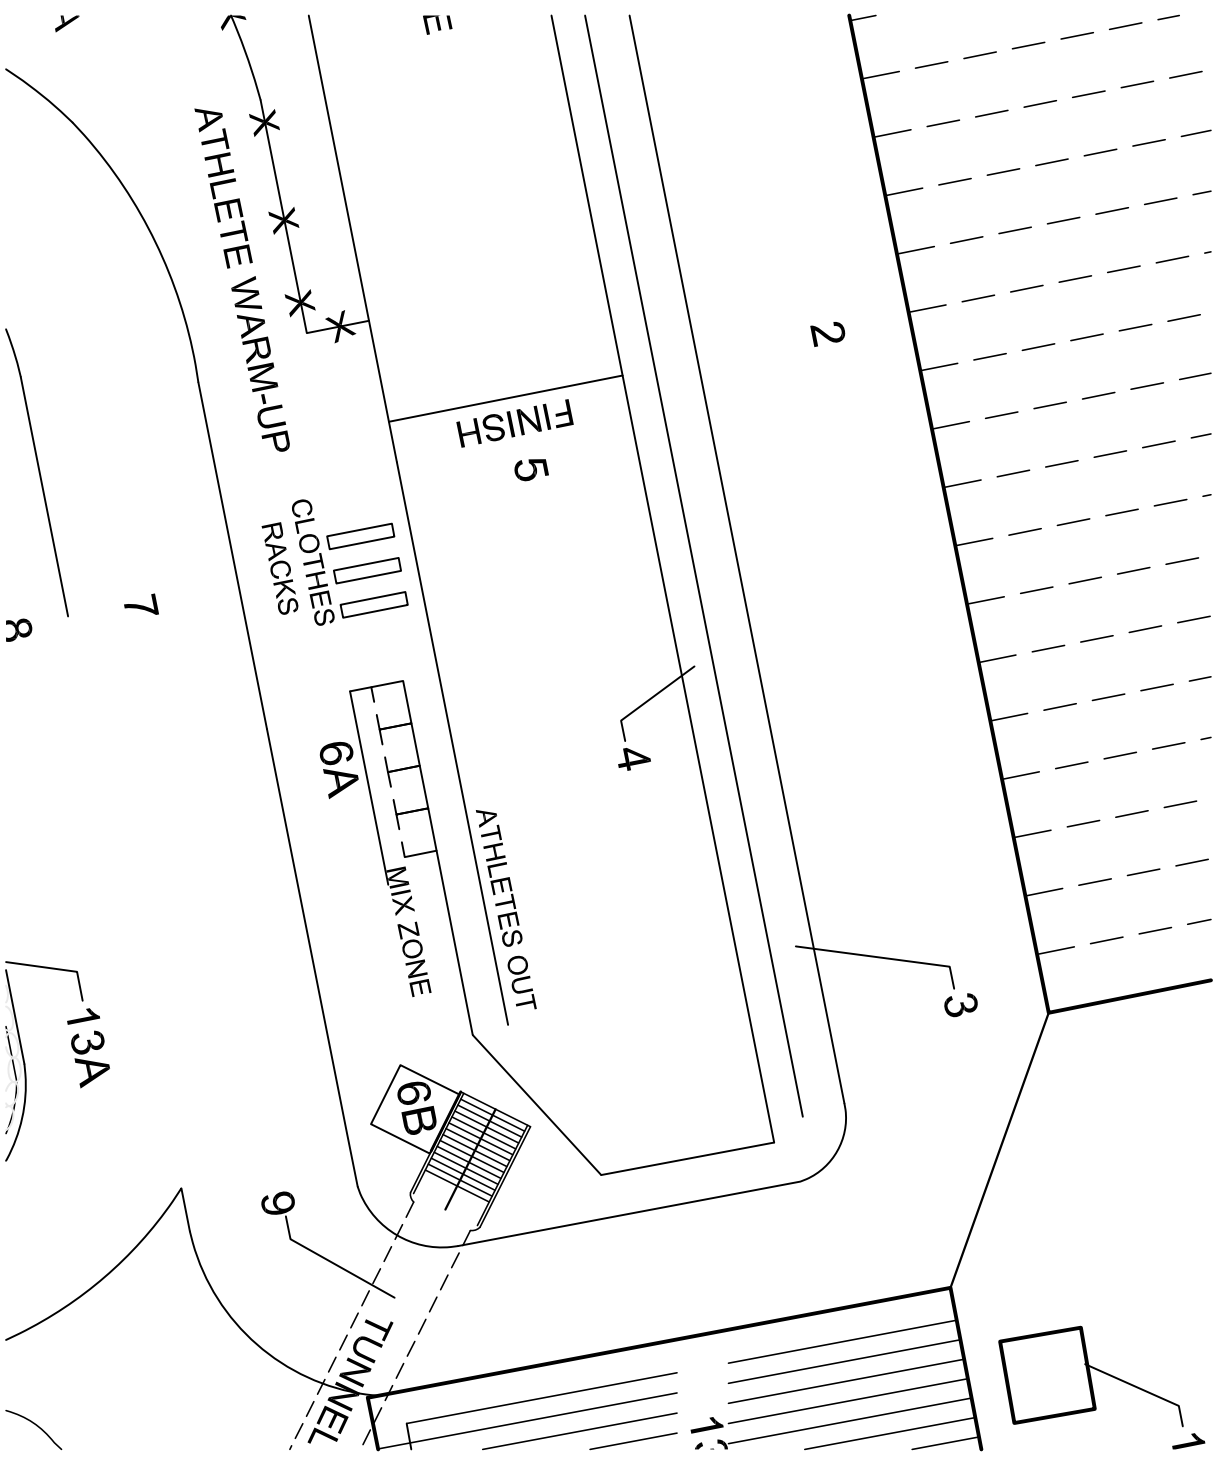 ATHLETE WARM-UP
2
FINISH
5
CLOTHES
RACKS
7
8
6A
4
ATHLETES OUT
MIX ZONE
3
13A
6B
9
TUNNEL
1